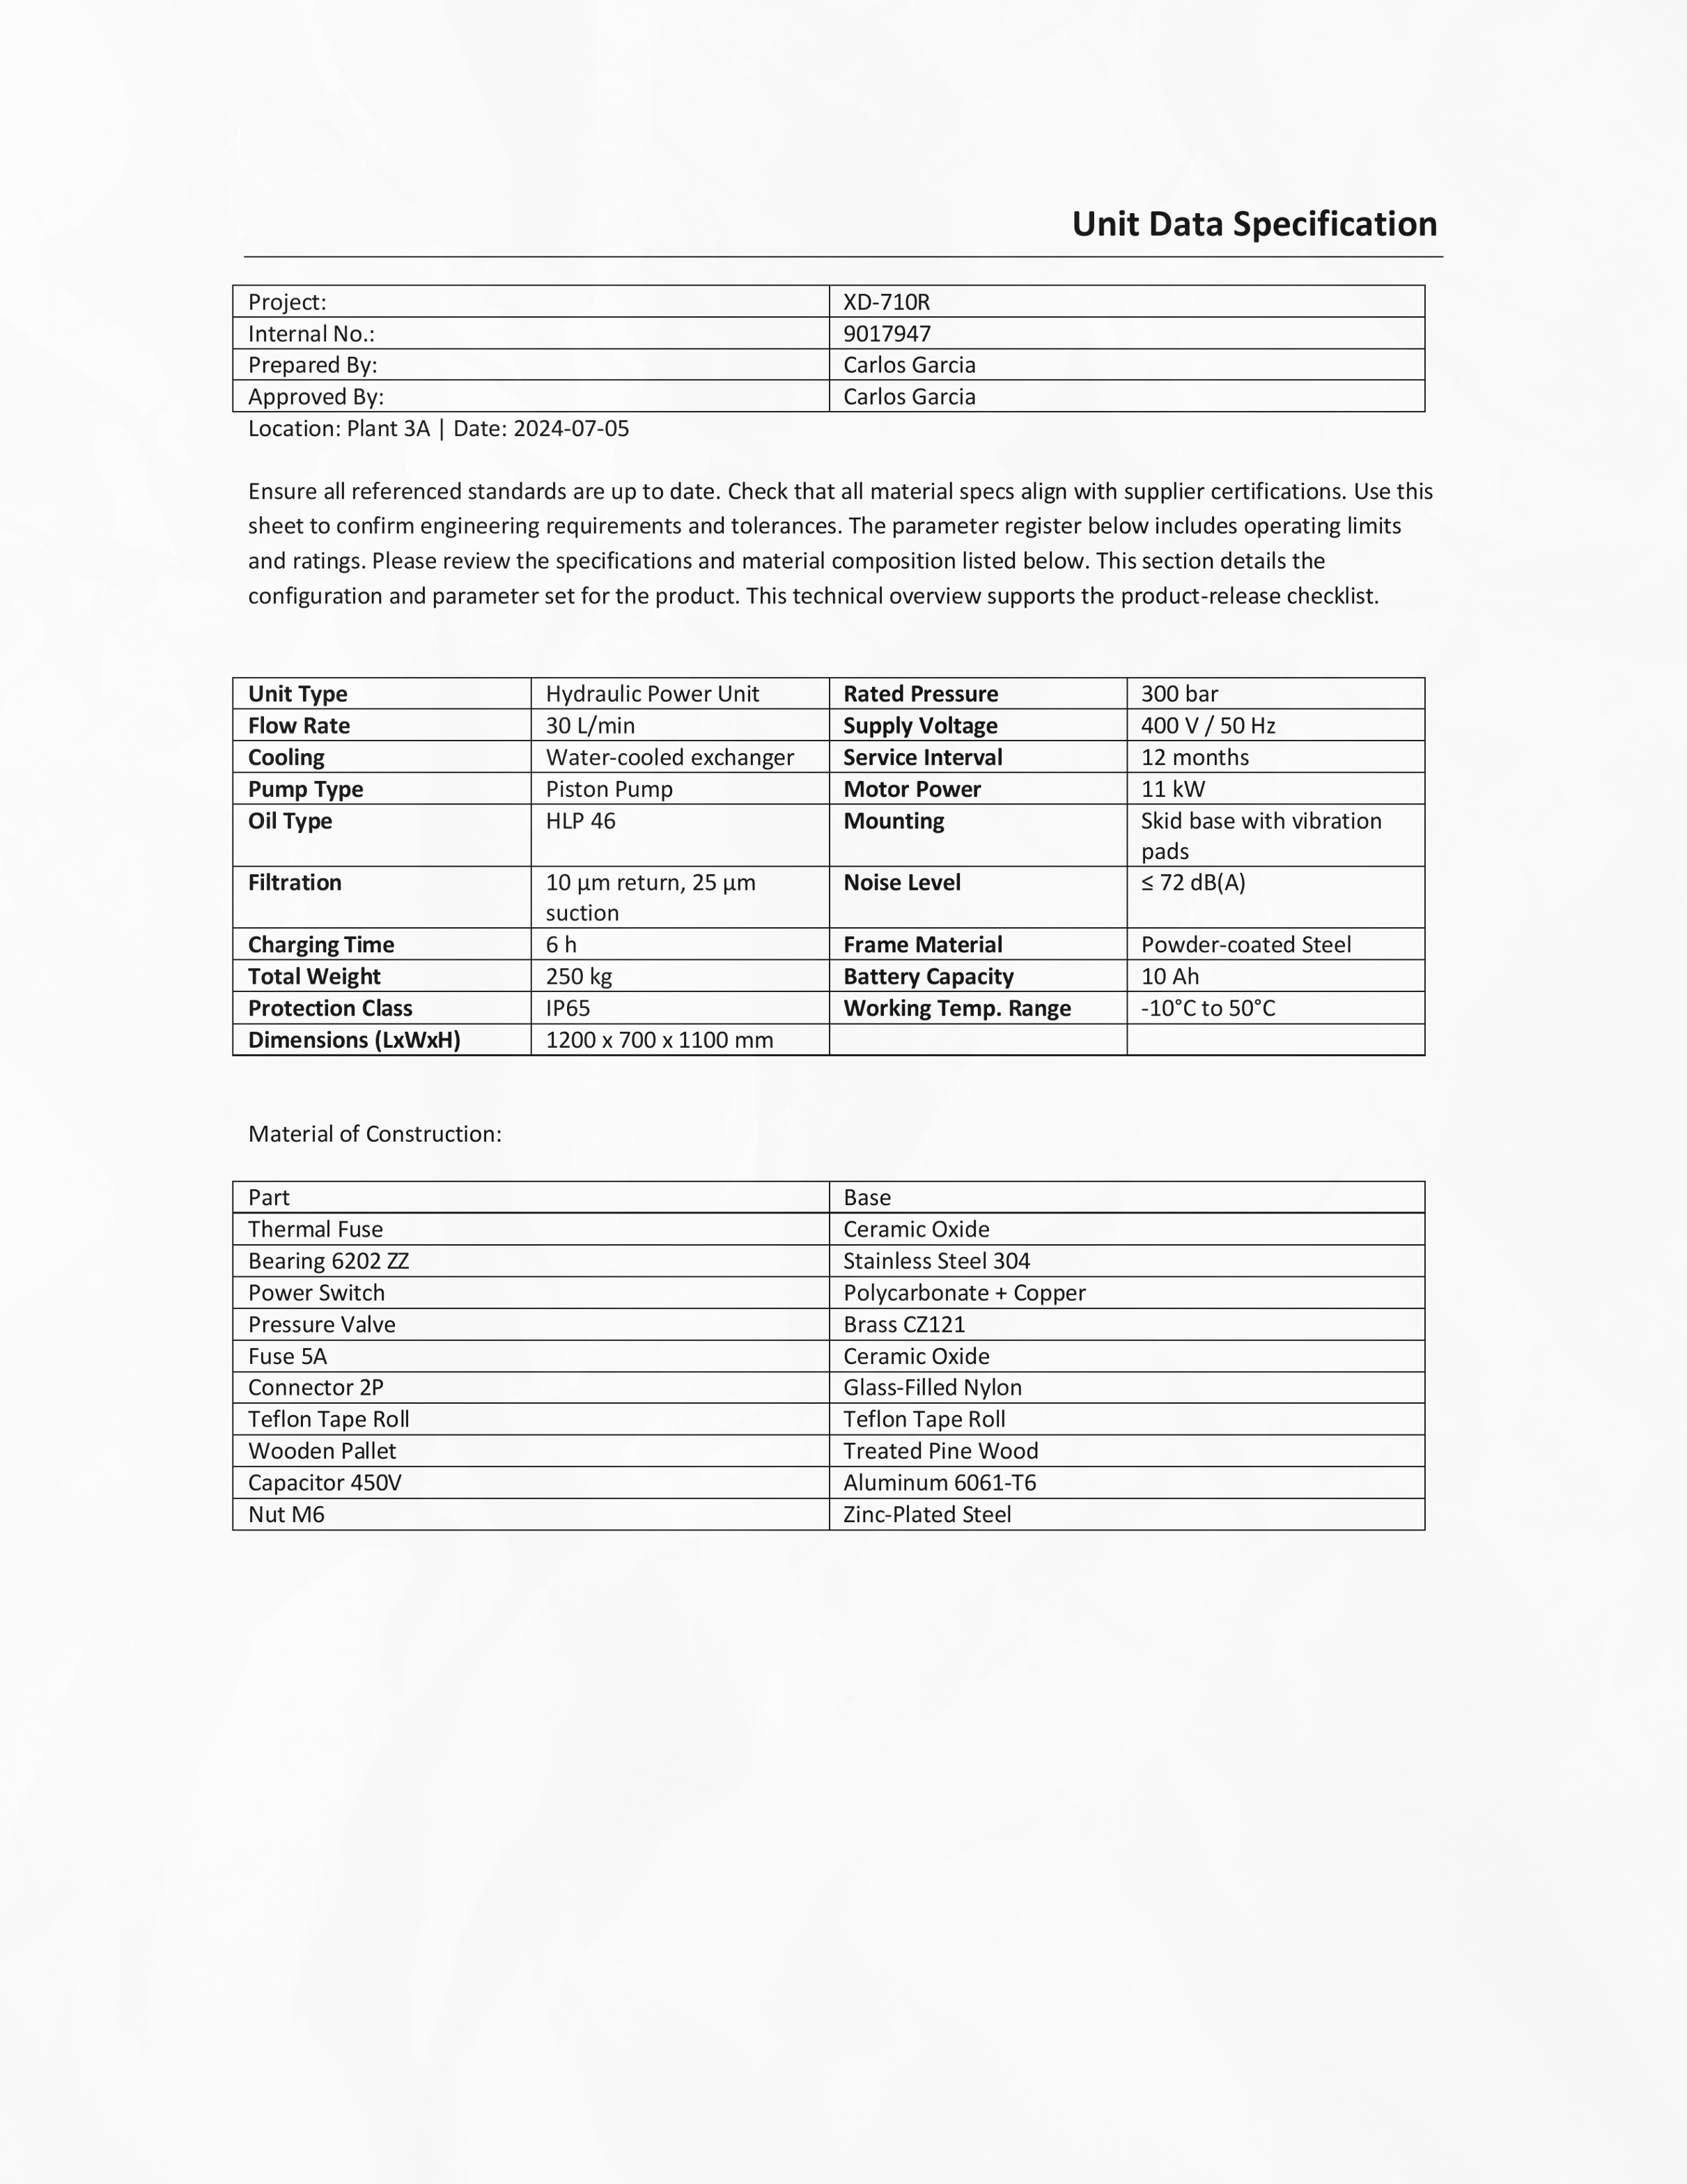 Unit Data Specification
Project: XD-710R
Internal No.: 9017947
Prepared By: Carlos Garcia
Approved By: Carlos Garcia
Location: Plant 3A | Date: 2024-07-05
Ensure all referenced standards are up to date. Check that all material specs align with supplier certifications. Use this
sheet to confirm engineering requirements and tolerances. The parameter register below includes operating limits
and ratings. Please review the specifications and material composition listed below. This section details the
configuration and parameter set for the product. This technical overview supports the product-release checklist.
Unit Type Hydraulic Power Unit Rated Pressure 300 bar
Flow Rate 30 L/min Supply Voltage 400 V / 50 Hz
Cooling Water-cooled exchanger Service Interval 12 months
Pump Type Piston Pump Motor Power 11 kW
Oil Type HLP 46 Mounting Skid base with vibration
pads
Filtration 10 µm return, 25 µm Noise Level ≤ 72 dB(A)
suction
Charging Time 6 h Frame Material Powder-coated Steel
Total Weight 250 kg Battery Capacity 10 Ah
Protection Class IP65 Working Temp. Range -10°C to 50°C
Dimensions (LxWxH) 1200 x 700 x 1100 mm
Material of Construction:
Part Base
Thermal Fuse Ceramic Oxide
Bearing 6202 ZZ Stainless Steel 304
Power Switch Polycarbonate + Copper
Pressure Valve Brass CZ121
Fuse 5A Ceramic Oxide
Connector 2P Glass-Filled Nylon
Teflon Tape Roll Teflon Tape Roll
Wooden Pallet Treated Pine Wood
Capacitor 450V Aluminum 6061-T6
Nut M6 Zinc-Plated Steel